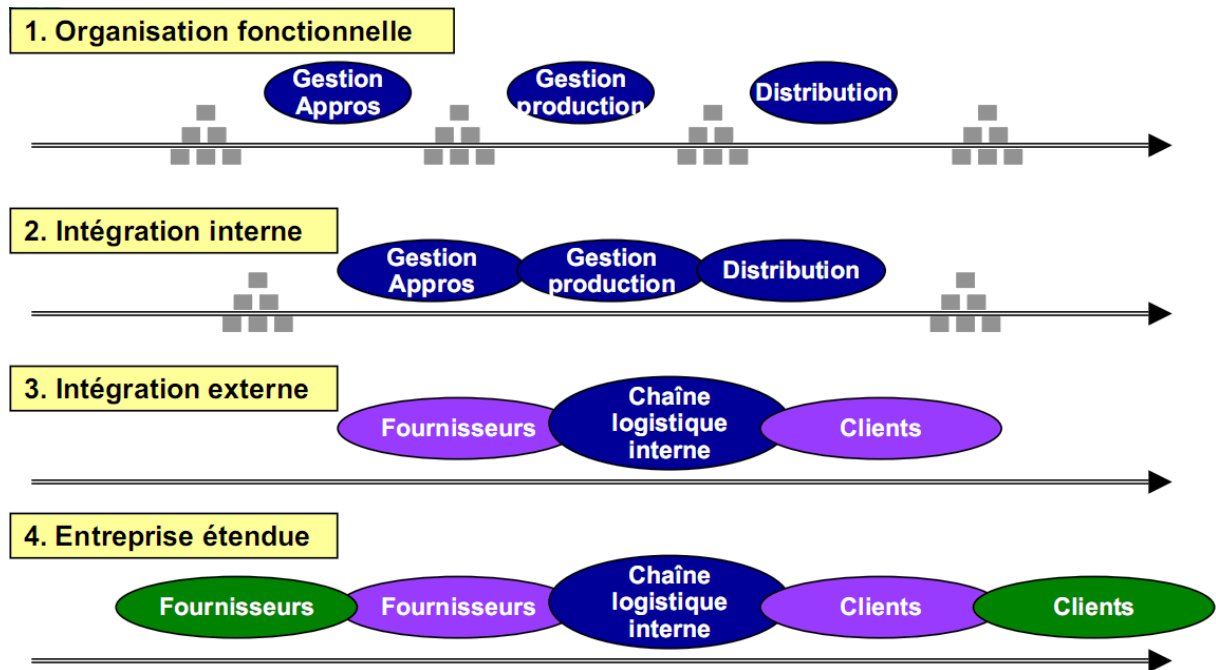 1. Organisation fonctionnelle
Gestion
Appros
Gestion
production
Distribution
2. Intégration interne
Gestion
Appros
Gestion
production
Distribution
3. Intégration externe
Fournisseurs
Chaîne
logistique
interne
Clients
4. Entreprise étendue
Fournisseurs
Fournisseurs
Chaîne
logistique
interne
Clients
Clients